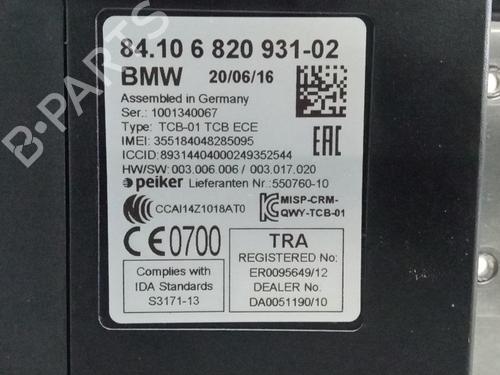 84.10 6 820 931-02
BMW 20/06/16
Assembled in Germany
Ser.: 1001340067
Type: TCB-01 TCB ECE
IMEI: 355184048285095
ICCID: 89314404000249352544
HW/SW: 003.006.006 / 003.017.020
peiker Lieferanten Nr.:550760-10
CCAI14Z1018AT0
MISP-CRM-
QWY-TCB-01
CE0700
Complies with
IDA Standards
S3171-13
TRA
REGISTERED No:
ER0095649/12
DEALER No.
DA0051190/10
EAC